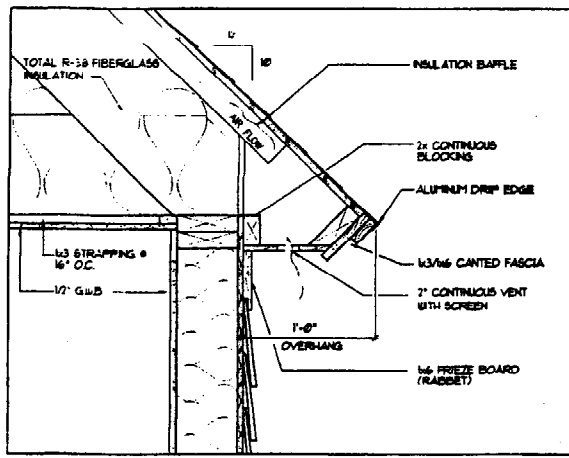 12
10
TOTAL R-38 FIBERGLASS
INSULATION
INSULATION BAFFLE
AIR FLOW
2x CONTINUOUS
BLOCKING
ALUMINUM DRIP EDGE
1x3 STRAPPING @
16" O.C.
1x3/1x6 CANTED FASCIA
1/2" GWB
2" CONTINUOUS VENT
WITH SCREEN
1'-0"
OVERHANG
1x6 FRIEZE BOARD
(RABBET)